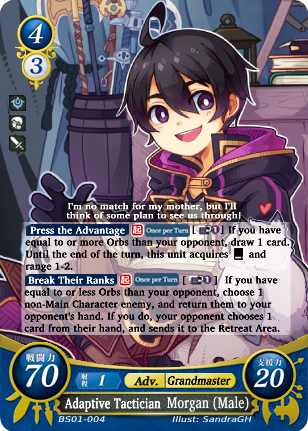 4
3
I'm no match for my mother, but I'll
think of some plan to see us through!
Press the Advantage 起 Once per Turn [ ] If you have
equal to or more Orbs than your opponent, draw 1 card.
Until the end of the turn, this unit acquires and
range 1-2.
Break Their Ranks 起 Once per Turn [ ] If you have
equal to or less Orbs than your opponent, choose 1
non-Main Character enemy, and return them to your
opponent's hand. If you do, your opponent chooses 1
card from their hand, and sends it to the Retreat Area.
戦闘力
70
射程 1
Adv. Grandmaster
支援力
20
Adaptive Tactician Morgan (Male)
BS01-004 Illust: SandraGH